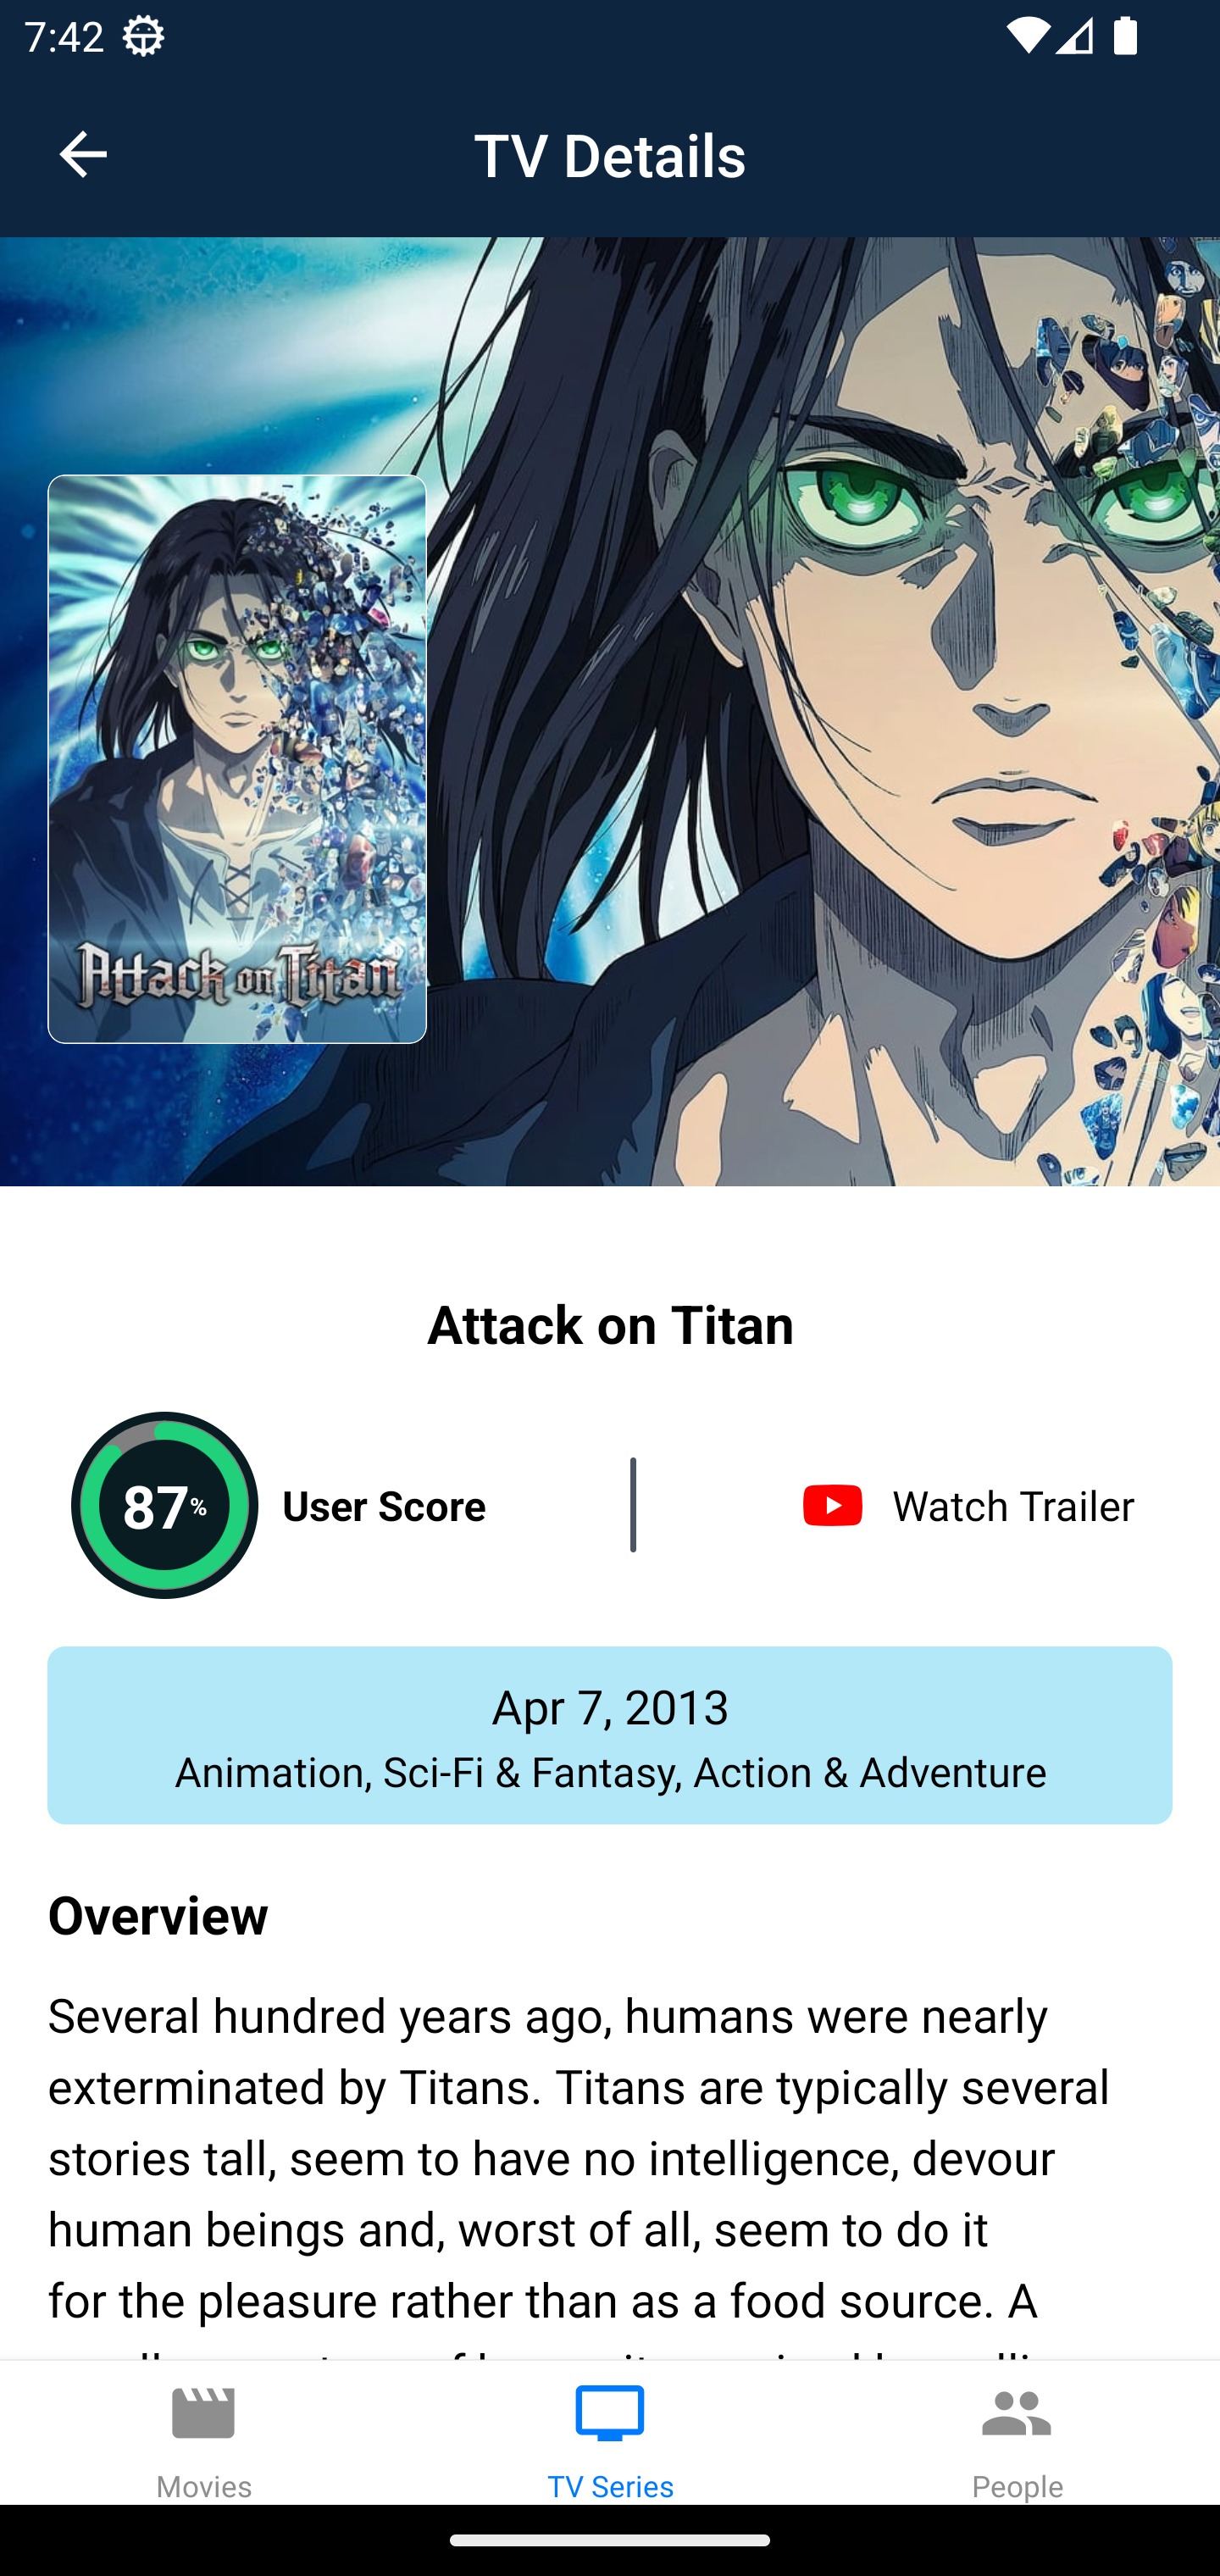 7:42
TV Details
Attack on Titan
Attack on Titan
87%
User Score
Watch Trailer
Apr 7, 2013
Animation, Sci-Fi & Fantasy, Action & Adventure
Overview
Several hundred years ago, humans were nearly
exterminated by Titans. Titans are typically several
stories tall, seem to have no intelligence, devour
human beings and, worst of all, seem to do it
for the pleasure rather than as a food source. A
Movies
TV Series
People